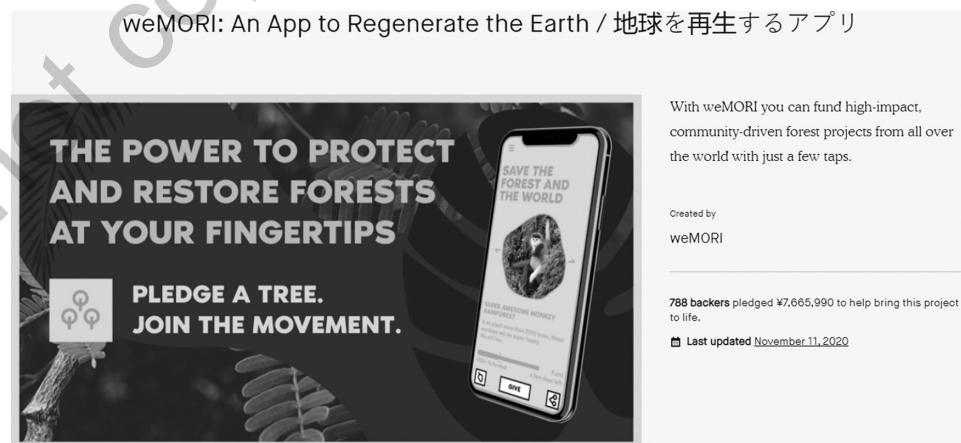 weMORI: An App to Regenerate the Earth / 地球を再生するアプリ
THE POWER TO PROTECT
AND RESTORE FORESTS
AT YOUR FINGERTIPS
PLEDGE A TREE.
JOIN THE MOVEMENT.
SAVE THE
FOREST AND
THE WORLD
SUPER AWESOME MONKEY
RAINFOREST
a few days left
GIVE
With weMORI you can fund high-impact,
community-driven forest projects from all over
the world with just a few taps.
Created by
weMORI
788 backers pledged ¥7,665,990 to help bring this project
to life.
Last updated November 11, 2020